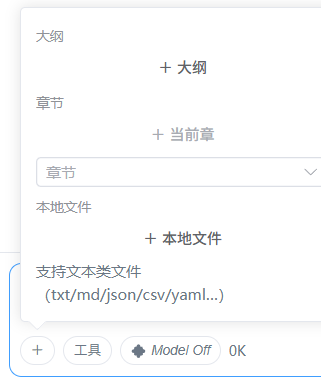 大纲
+ 大纲
章节
+ 当前章
章节
本地文件
+ 本地文件
支持文本类文件
（txt/md/json/csv/yaml...）
+ 工具 Model Off 0K